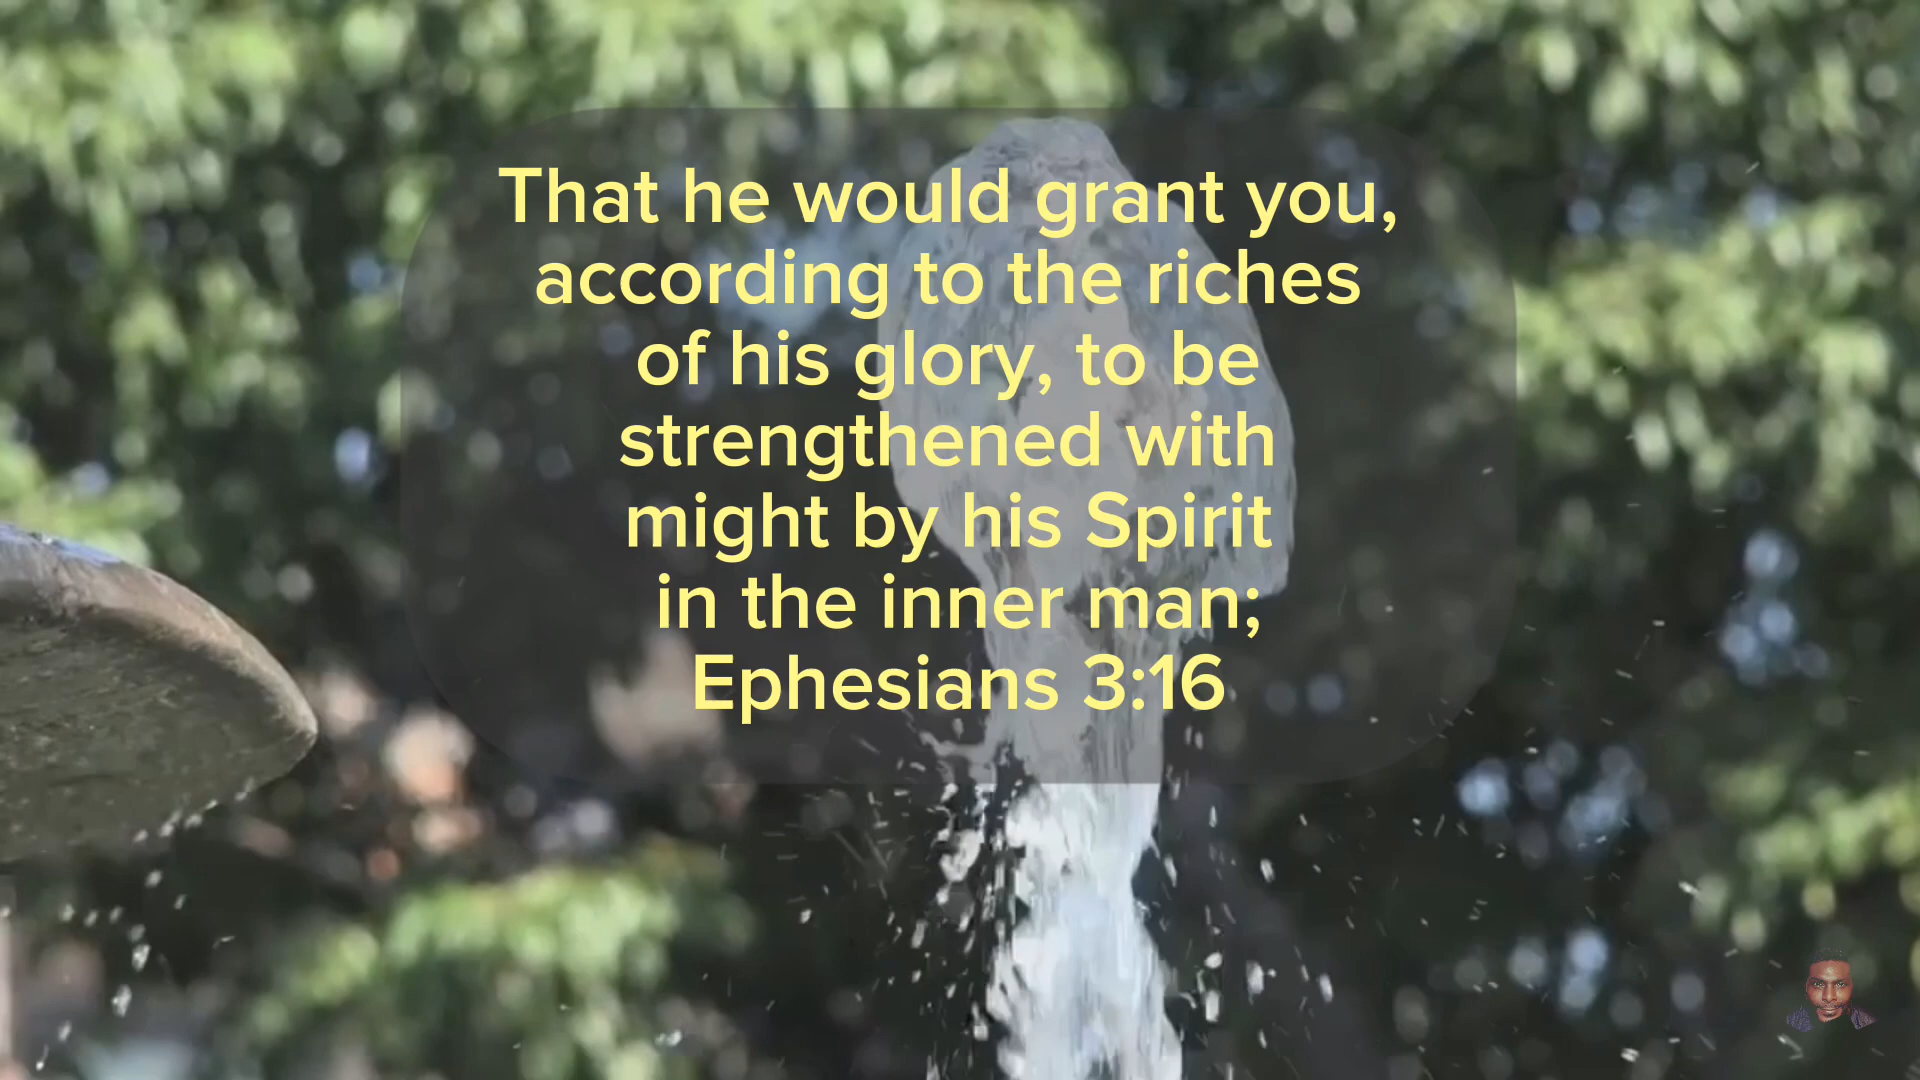 That he would grant you,
according to the riches
of his glory, to be
strengthened with
might by his Spirit
in the inner man;
Ephesians 3:16